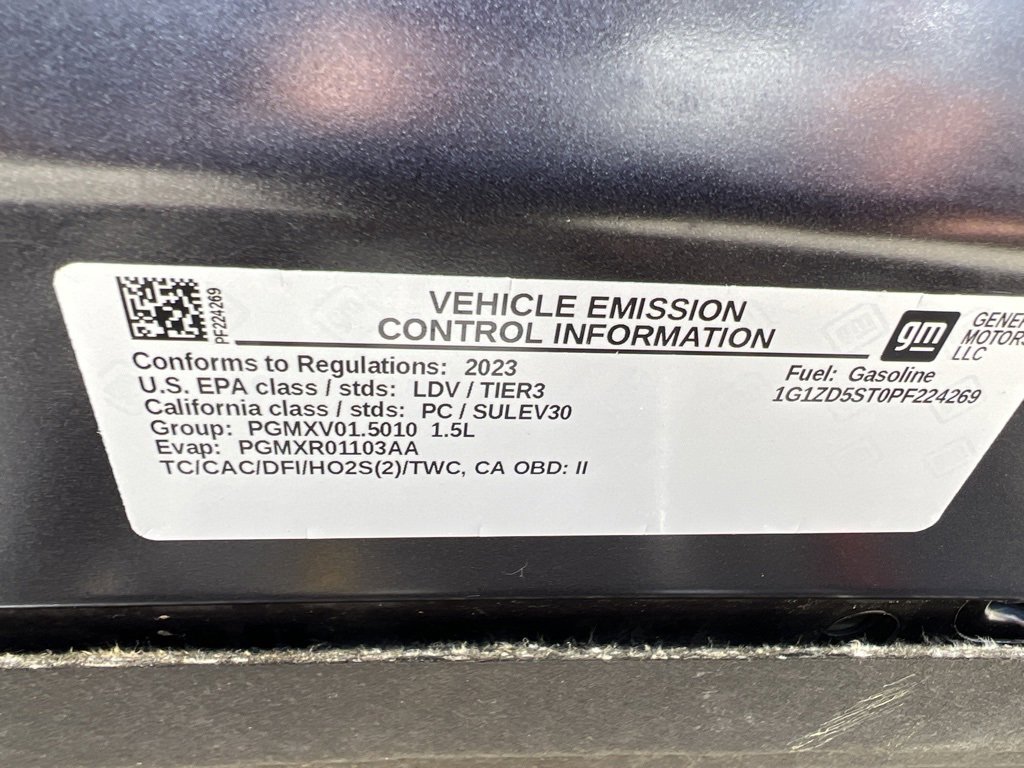 PF224269
VEHICLE EMISSION
CONTROL INFORMATION
gm
LLC
Conforms to Regulations: 2023
U.S. EPA class / stds: LDV / TIER3
California class / stds: PC / SULEV30
Group: PGMXV01.5010 1.5L
Evap: PGMXR01103AA
TC/CAC/DFI/HO2S(2)/TWC, CA OBD: II
Fuel: Gasoline
1G1ZD5ST0PF224269